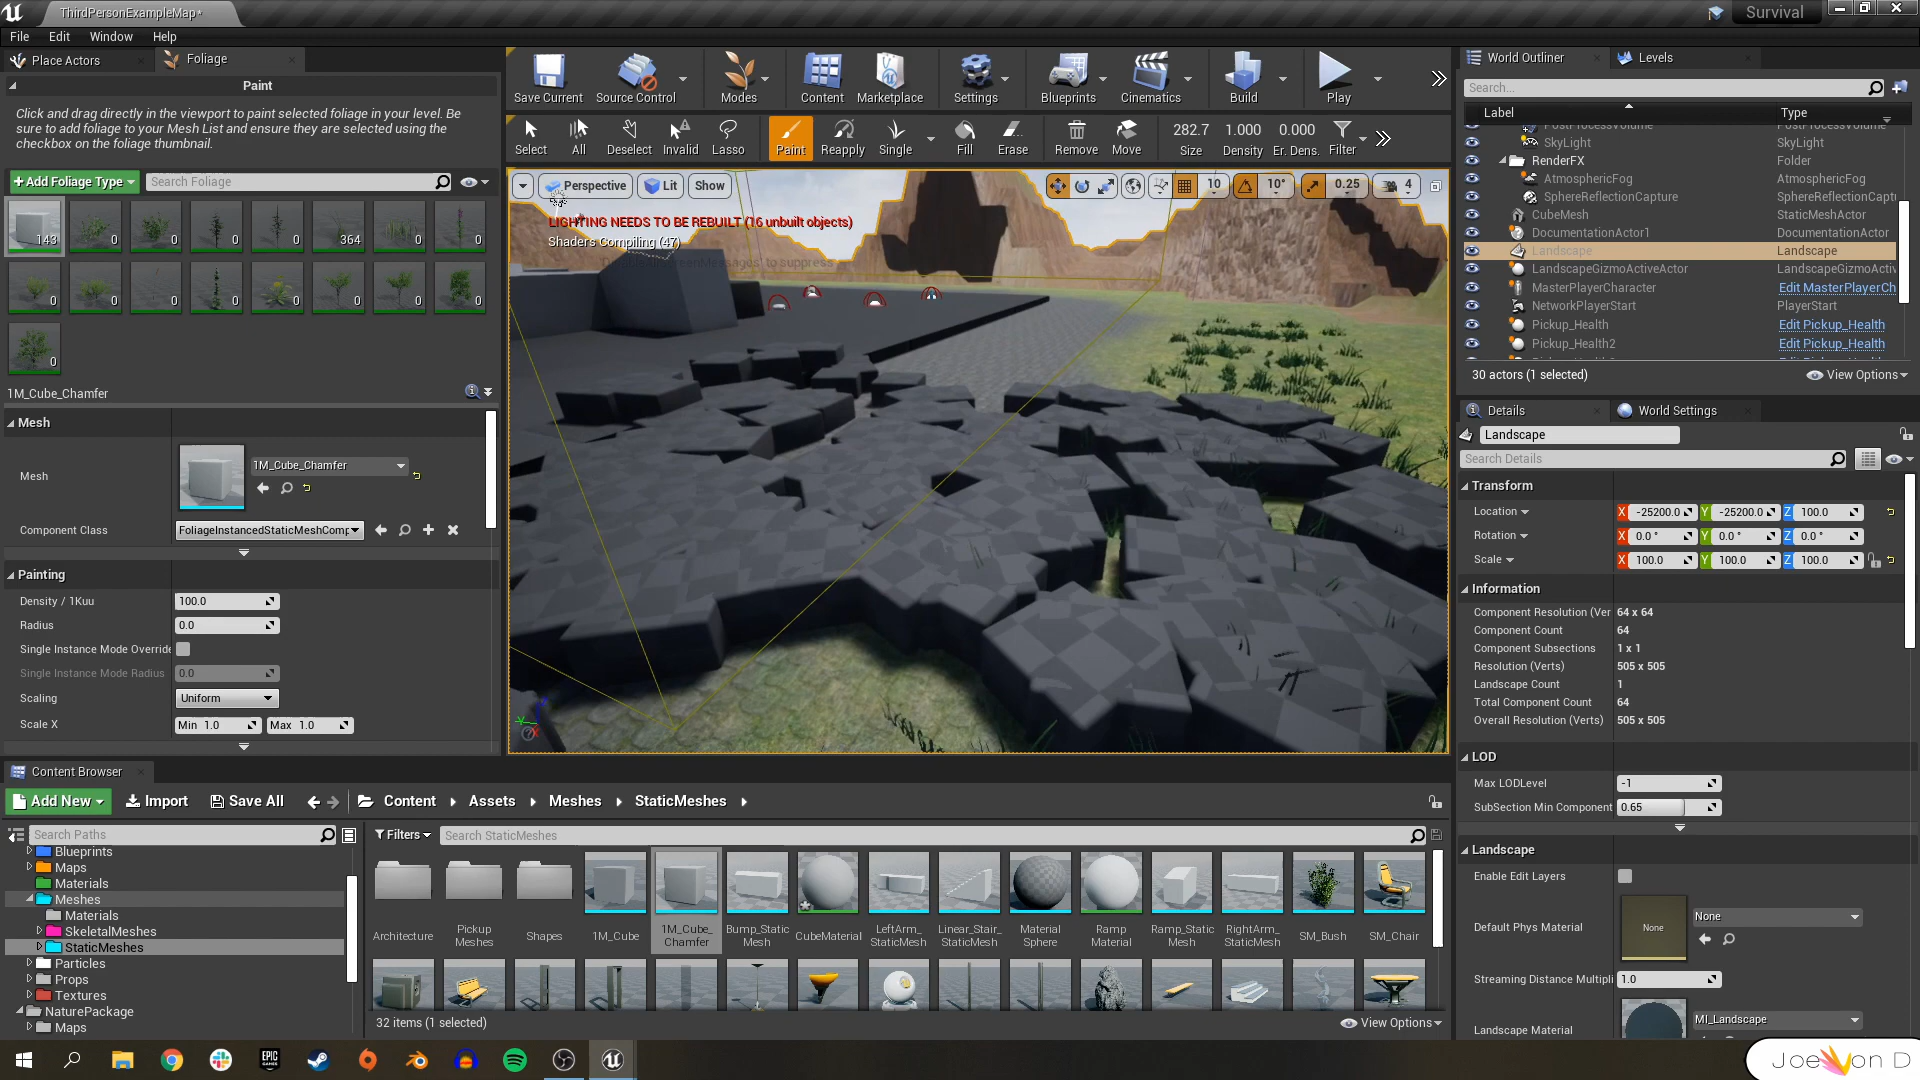 ThirdPersonExampleMap*
Survival
File Edit Window Help
Place Actors
Foliage
Paint
Click and drag directly in the viewport to paint selected foliage in your level. Be
sure to add foliage to your Mesh List and ensure they are selected using the
checkbox on the foliage thumbnail.
+Add Foliage Type
Search Foliage
143 0 0 0 0 364 0 0
0 0 0 0 0 0 0 0
0
1M_Cube_Chamfer
Mesh
Mesh
1M_Cube_Chamfer
Component Class
FoliageInstancedStaticMeshComp
Painting
Density / 1Kuu 100.0
Radius 0.0
Single Instance Mode Override
Single Instance Mode Radius 0.0
Scaling Uniform
Scale X Min 1.0 Max 1.0
Save Current Source Control Modes Content Marketplace Settings Blueprints Cinematics Build Play
Select All Deselect Invalid Lasso Paint Reapply Single Fill Erase Remove Move
282.7 1.000 0.000
Size Density Er. Dens. Filter
Perspective Lit Show
10 10° 0.25 4
LIGHTING NEEDS TO BE REBUILT (16 unbuilt objects)
Shaders Compiling (47)
to suppress
World Outliner
Levels
Search...
Label Type
PostProcessVolume PostProcessVolume
SkyLight SkyLight
RenderFX Folder
AtmosphericFog AtmosphericFog
SphereReflectionCapture SphereReflectionCapt
CubeMesh StaticMeshActor
DocumentationActor1 DocumentationActor
Landscape Landscape
LandscapeGizmoActiveActor LandscapeGizmoActiv
MasterPlayerCharacter Edit MasterPlayerCh
NetworkPlayerStart PlayerStart
Pickup_Health Edit Pickup_Health
Pickup_Health2 Edit Pickup_Health
30 actors (1 selected)
View Options
Details
World Settings
Landscape
Search Details
Transform
Location X -25200.0 Y -25200.0 Z 100.0
Rotation X 0.0 ° Y 0.0 ° Z 0.0 °
Scale X 100.0 Y 100.0 Z 100.0
Information
Component Resolution (Ver 64 x 64
Component Count 64
Component Subsections 1 x 1
Resolution (Verts) 505 x 505
Landscape Count 1
Total Component Count 64
Overall Resolution (Verts) 505 x 505
LOD
Max LODLevel -1
SubSection Min Component 0.65
Landscape
Enable Edit Layers
Default Phys Material None None
Streaming Distance Multipli 1.0
Landscape Material MI_Landscape
Content Browser
Add New Import Save All Content Assets Meshes StaticMeshes
Search Paths
Blueprints
Maps
Materials
Meshes
Materials
SkeletalMeshes
StaticMeshes
Particles
Props
Textures
NaturePackage
Maps
Filters
Search StaticMeshes
Architecture
Pickup Meshes
Shapes
1M_Cube
1M_Cube_ Chamfer
Bump_Static Mesh
CubeMaterial
LeftArm_ StaticMesh
Linear_Stair_ StaticMesh
Material Sphere
Ramp Material
Ramp_Static Mesh
RightArm_ StaticMesh
SM_Bush
SM_Chair
32 items (1 selected)
View Options
EPIC GAMES
Joe Von D